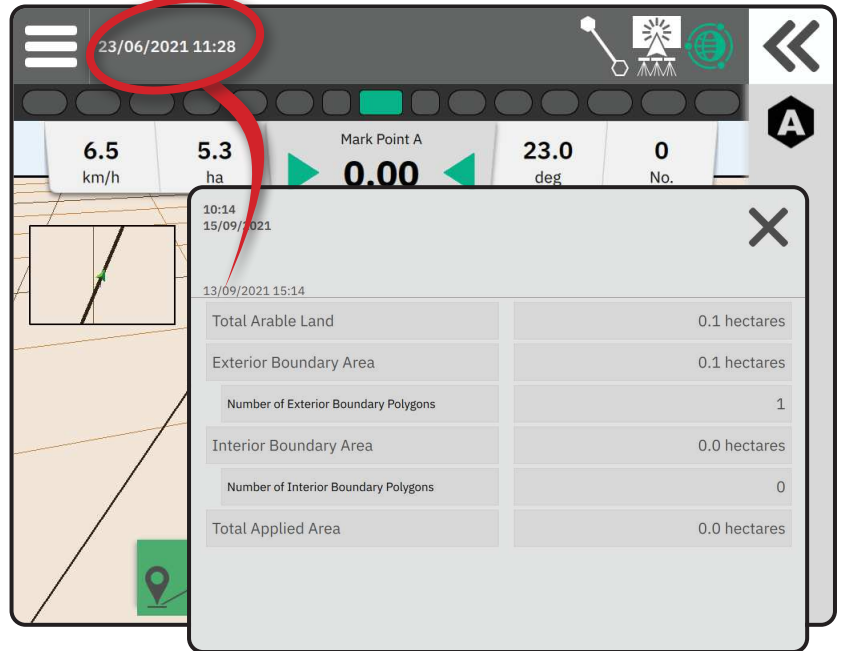 23/06/2021 11:28
A
Mark Point A
6.5
5.3
0.00
23.0
0
km/h
ha
deg
No.
10:14
15/09/2021
13/09/2021 15:14
Total Arable Land 0.1 hectares
Exterior Boundary Area 0.1 hectares
Number of Exterior Boundary Polygons 1
Interior Boundary Area 0.0 hectares
Number of Interior Boundary Polygons 0
Total Applied Area 0.0 hectares